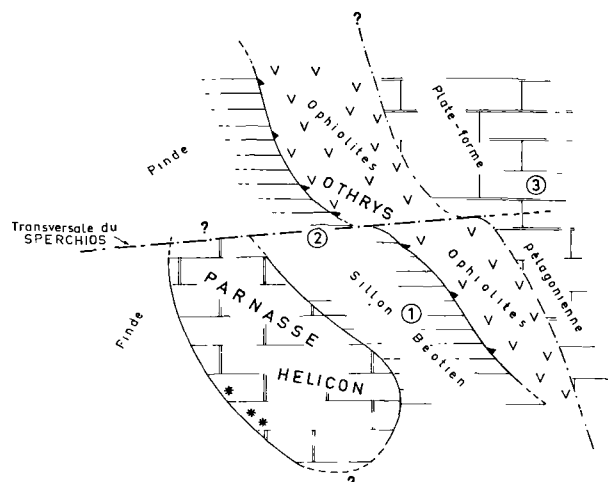 ?
?
Ophiolites
Plate-forme
Pinde
OTHRYS
3
?
Transversale du
SPERCHIOS
2
PARNASSE
Sillon
1
Ophiolites
pélagonienne
Pinde
Béotien
HELICON
?